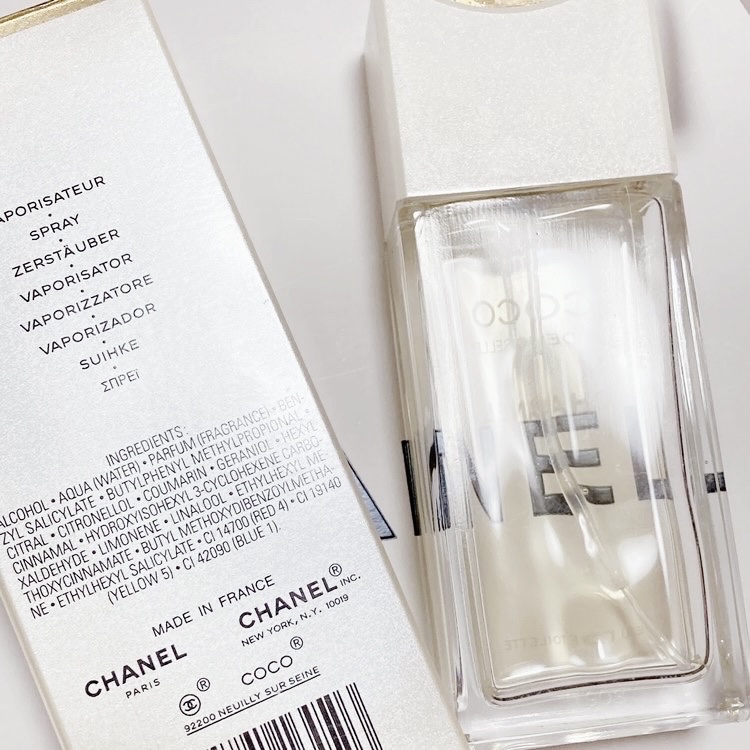 APORISATEUR
SPRAY
ZERSTÄUBER
VAPORISATOR
VAPORIZZATORE
VAPORIZADOR
SUIHKE
ΣΠΡΕϊ
INGREDIENTS:
ALCOHOL • AQUA (WATER) • PARFUM (FRAGRANCE) • BEN-
ZYL SALICYLATE • BUTYLPHENYL METHYLPROPIONAL •
CITRAL • CITRONELLOL • COUMARIN • GERANIOL • HEXYL
CINNAMAL • HYDROXYISOHEXYL 3-CYCLOHEXENE CARBO-
XALDEHYDE • LIMONENE • LINALOOL • ETHYLHEXYL ME-
THOXYCINNAMATE • BUTYL METHOXYDIBENZOYLMETHA-
NE • ETHYLHEXYL SALICYLATE • CI 14700 (RED 4) • CI 19140
(YELLOW 5) • CI 42090 (BLUE 1).
MADE IN FRANCE
CHANEL PARIS
CHANEL® INC.
NEW YORK, N.Y. 10019
® COCO®
92200 NEUILLY SUR SEINE
COCO
ANEL